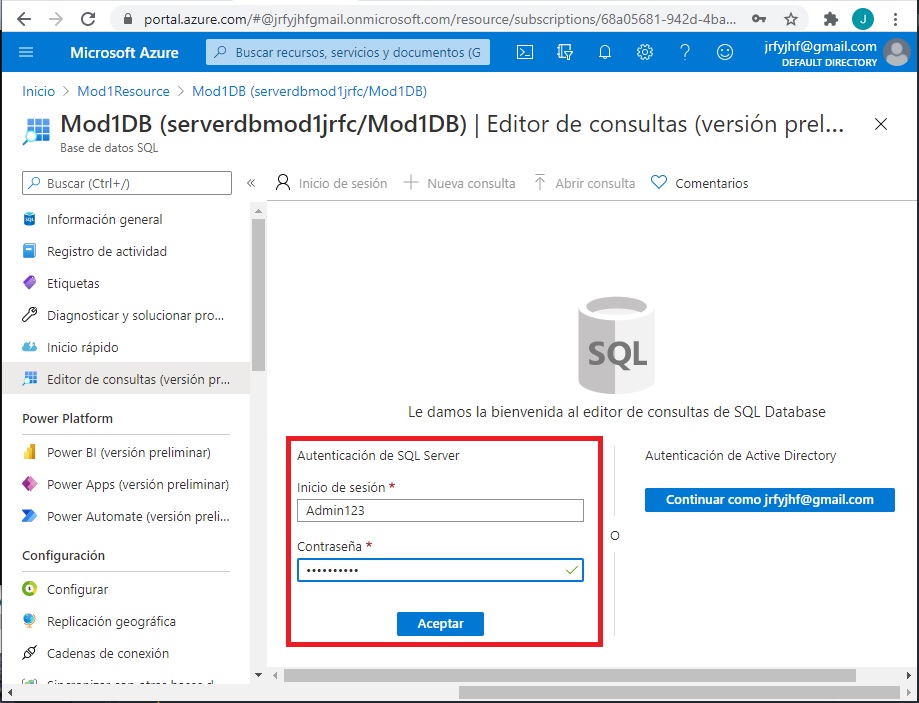 portal.azure.com/#@jrfyjhfgmail.onmicrosoft.com/resource/subscriptions/68a05681-942d-4ba...
J
Microsoft Azure
Buscar recursos, servicios y documentos (G
jrfyjhf@gmail.com
DEFAULT DIRECTORY
Inicio > Mod1Resource > Mod1DB (serverdbmod1jrfc/Mod1DB)
Mod1DB (serverdbmod1jrfc/Mod1DB) | Editor de consultas (versión prel...
Base de datos SQL
Buscar (Ctrl+/)
«
Inicio de sesión
Nueva consulta
Abrir consulta
Comentarios
Información general
Registro de actividad
Etiquetas
Diagnosticar y solucionar pro...
Inicio rápido
Editor de consultas (versión pr...
Power Platform
Power BI (versión preliminar)
Power Apps (versión preliminar)
Power Automate (versión preli...
Configuración
Configurar
Replicación geográfica
Cadenas de conexión
Sincronizar con otras bases d
SQL
Le damos la bienvenida al editor de consultas de SQL Database
Autenticación de SQL Server
Inicio de sesión *
Admin123
Contraseña *
••••••••••
Aceptar
O
Autenticación de Active Directory
Continuar como jrfyjhf@gmail.com